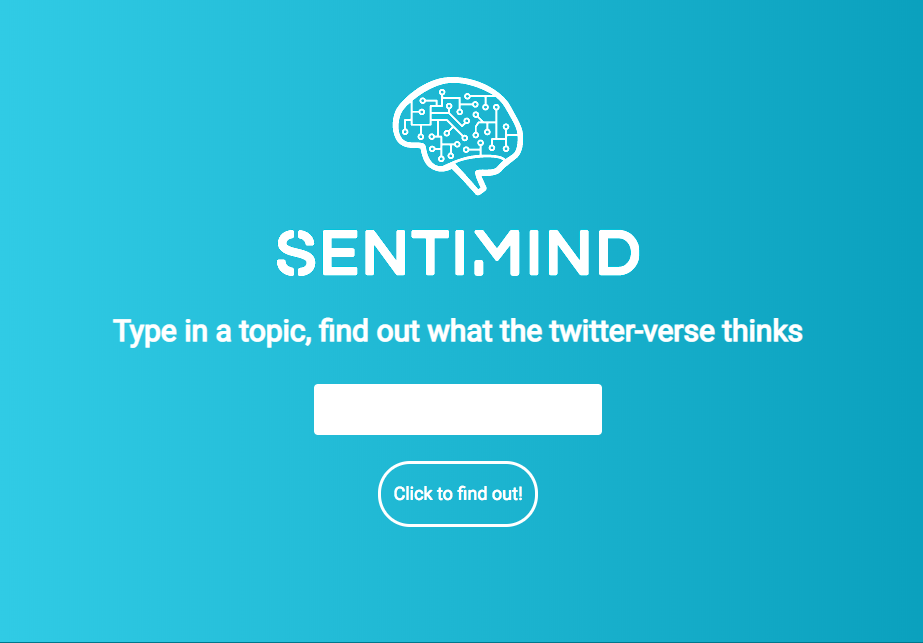 SENTIMIND
Type in a topic, find out what the twitter-verse thinks
Click to find out!